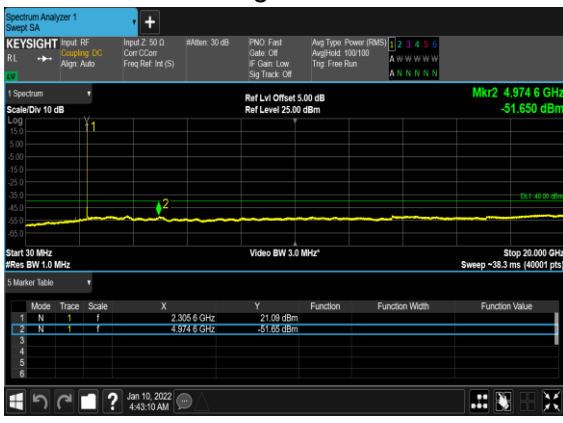 Spectrum Analyzer 1
Swept SA
KEYSIGHT Input: RF Input Z: 50 Ω #Atten: 30 dB PNO: Fast Avg Type: Power (RMS) 1 2 3 4 5 6
RL Coupling: DC Corr CCorr Gate: Off Avg|Hold: 100/100 A W W W W W
Align: Auto Freq Ref: Int (S) IF Gain: Low Trig: Free Run
Sig Track: Off A N N N N N
LV
1 Spectrum Ref Lvl Offset 5.00 dB Mkr2 4.974 6 GHz
Scale/Div 10 dB Ref Level 25.00 dBm -51.650 dBm
Log
15.0
5.00
-5.00
-15.0
-25.0
-35.0
-45.0
-55.0
-65.0
1
2
Start 30 MHz Video BW 3.0 MHz* Stop 20.000 GHz
#Res BW 1.0 MHz Sweep ~38.3 ms (40001 pts)
5 Marker Table
Mode Trace Scale X Y Function Function Width Function Value
1 N 1 f 2.305 6 GHz 21.09 dBm
2 N 1 f 4.974 6 GHz -51.65 dBm
3
4
5
6
? Jan 10, 2022
4:43:10 AM